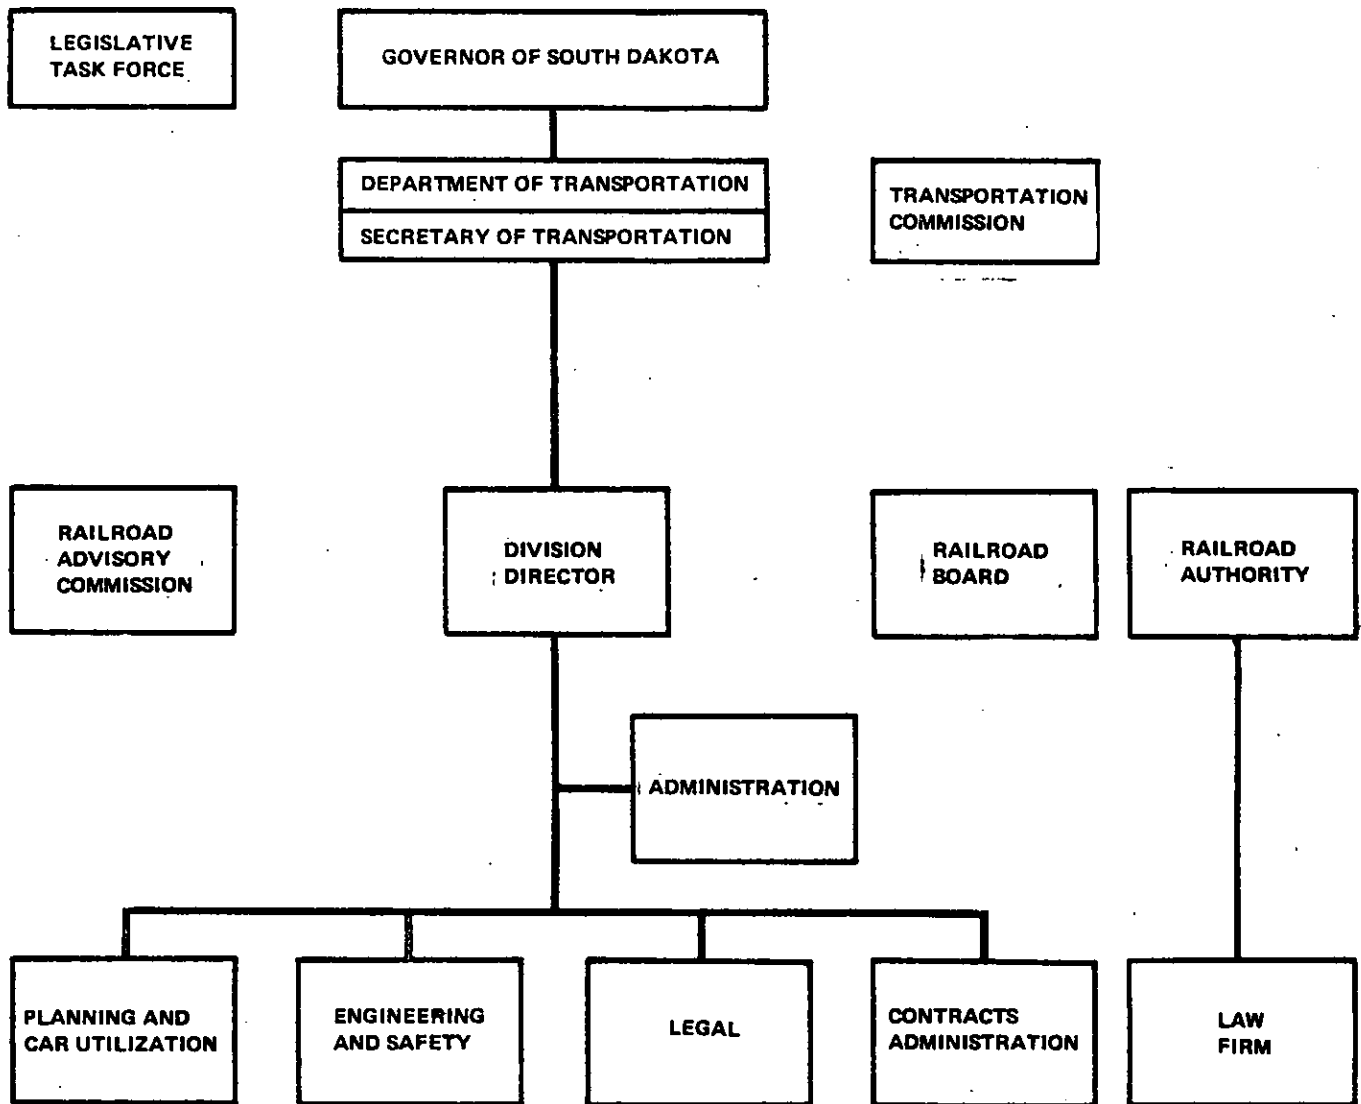 LEGISLATIVE
TASK FORCE
GOVERNOR OF SOUTH DAKOTA
DEPARTMENT OF TRANSPORTATION
SECRETARY OF TRANSPORTATION
TRANSPORTATION
COMMISSION
RAILROAD
ADVISORY
COMMISSION
DIVISION
DIRECTOR
RAILROAD
BOARD
RAILROAD
AUTHORITY
ADMINISTRATION
PLANNING AND
CAR UTILIZATION
ENGINEERING
AND SAFETY
LEGAL
CONTRACTS
ADMINISTRATION
LAW
FIRM